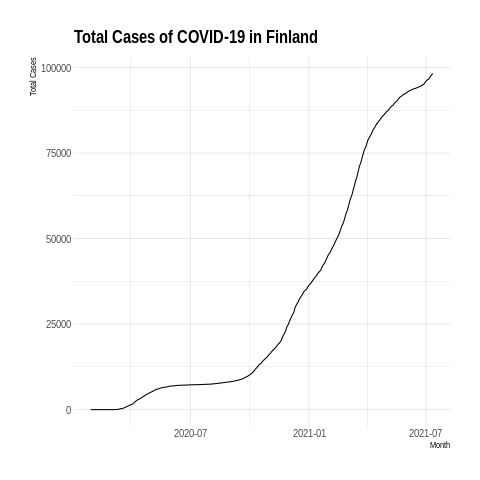 Total Cases of COVID-19 in Finland
Total Cases
100000
75000
50000
25000
0
2020-07
2021-01
2021-07
Month